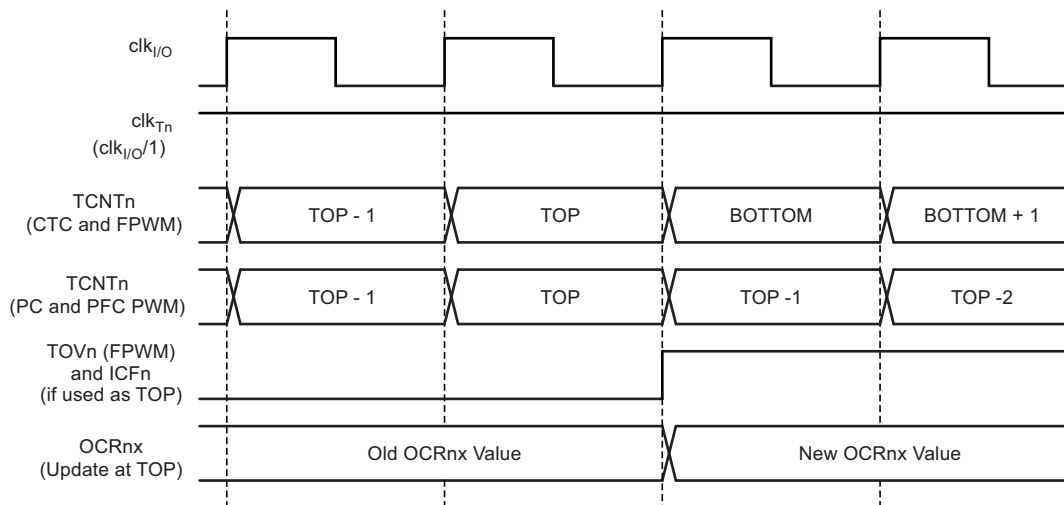 clkI/O
clkTn
(clkI/O/1)
TCNTn
(CTC and FPWM)
TOP - 1
TOP
BOTTOM
BOTTOM + 1
TCNTn
(PC and PFC PWM)
TOP - 1
TOP
TOP -1
TOP -2
TOVn (FPWM)
and ICFn
(if used as TOP)
OCRnx
(Update at TOP)
Old OCRnx Value
New OCRnx Value